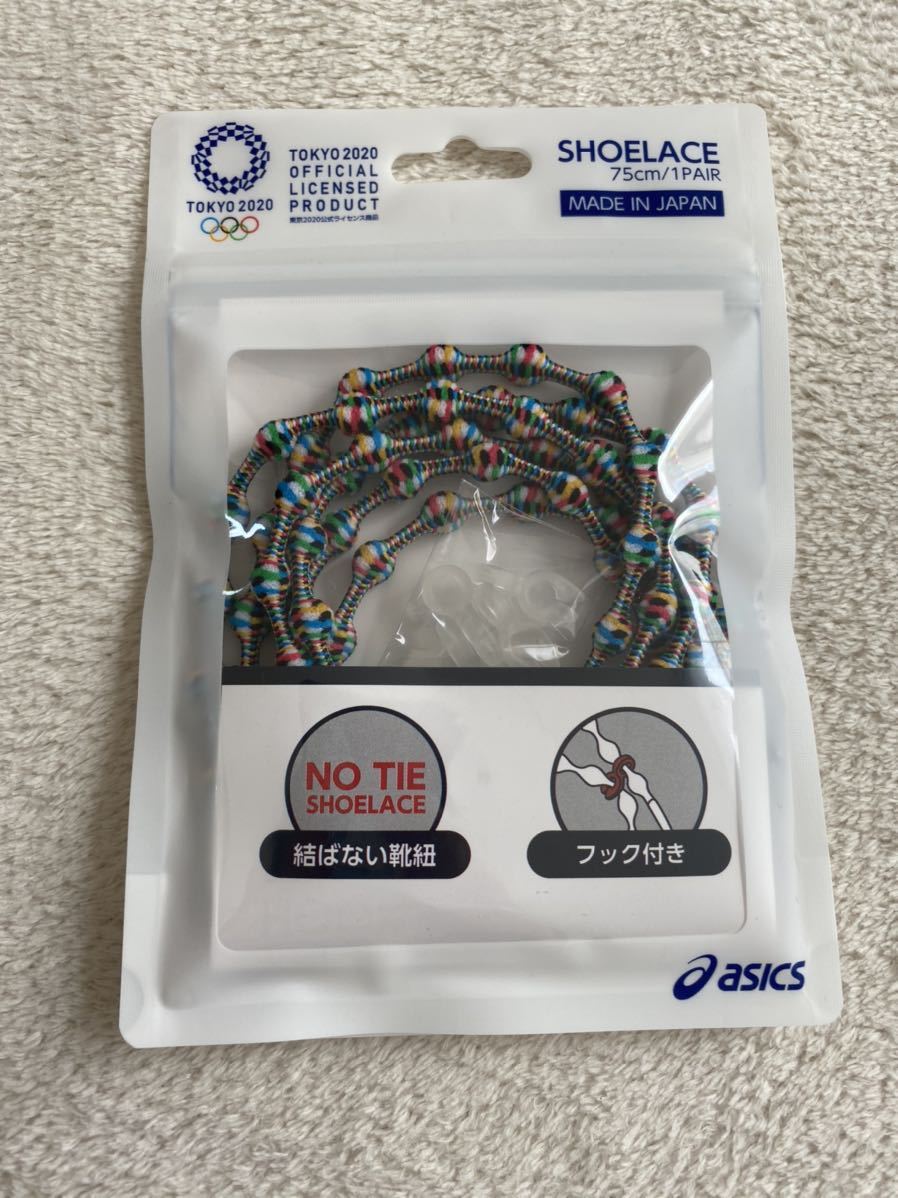 TOKYO 2020
TOKYO 2020
OFFICIAL
LICENSED
PRODUCT
東京2020公式ライセンス商品
SHOELACE
75cm/1PAIR
MADE IN JAPAN
NO TIE
SHOELACE
結ばない靴紐
フック付き
asics